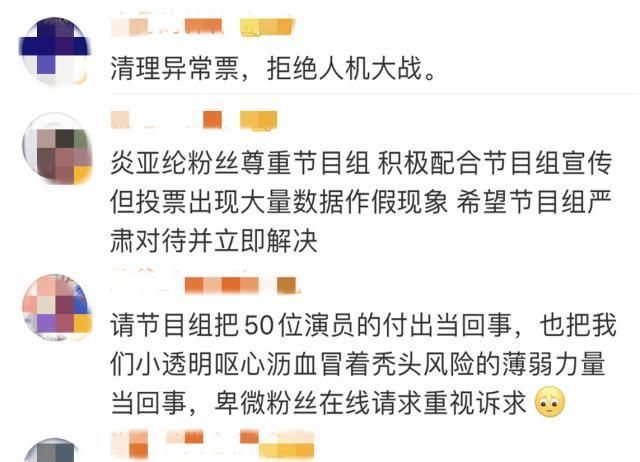 清理异常票，拒绝人机大战。
炎亚纶粉丝尊重节目组 积极配合节目组宣传
但投票出现大量数据作假现象 希望节目组严
肃对待并立即解决
请节目组把50位演员的付出当回事，也把我
们小透明呕心沥血冒着秃头风险的薄弱力量
当回事，卑微粉丝在线请求重视诉求🥺